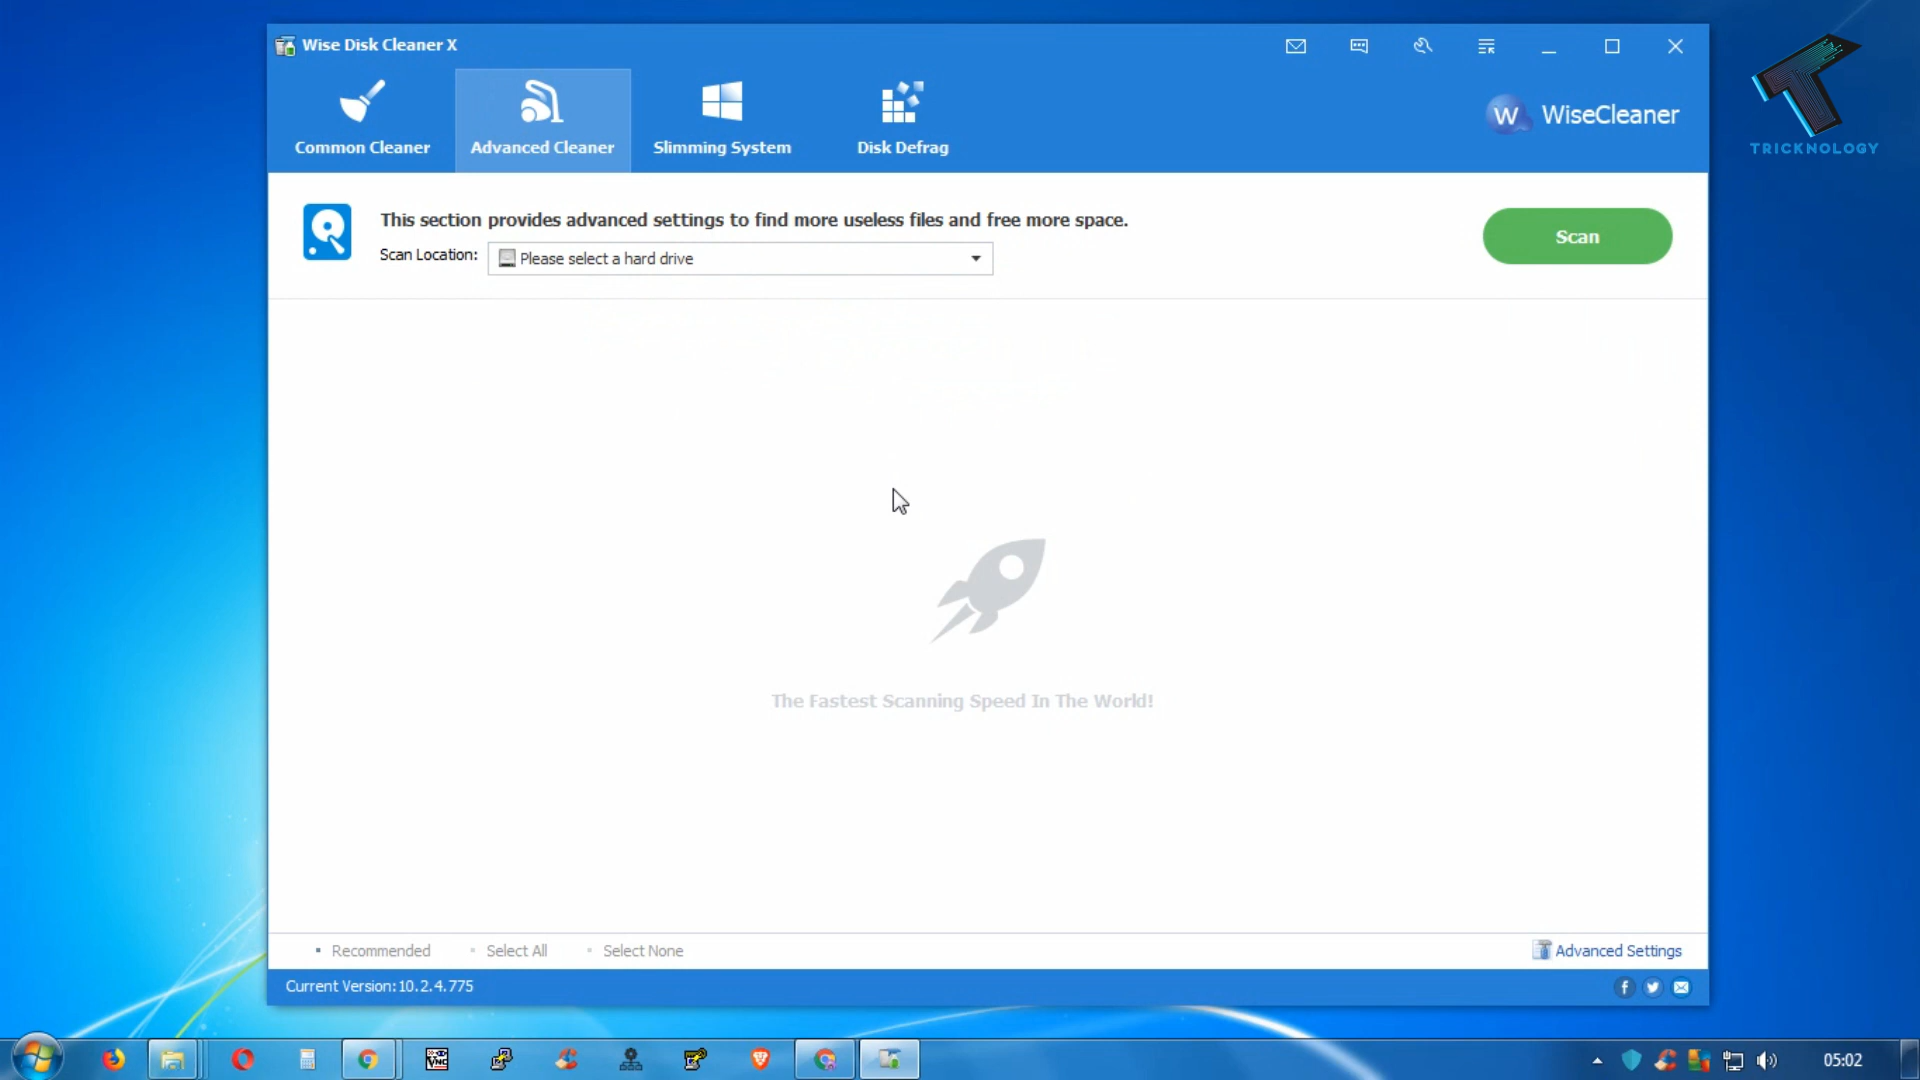 Wise Disk Cleaner X
Common Cleaner
Advanced Cleaner
Slimming System
Disk Defrag
W WiseCleaner
TRICKNOLOGY
This section provides advanced settings to find more useless files and free more space.
Scan Location:
Please select a hard drive
Scan
The Fastest Scanning Speed In The World!
Recommended
Select All
Select None
Advanced Settings
Current Version:10.2.4.775
05:02